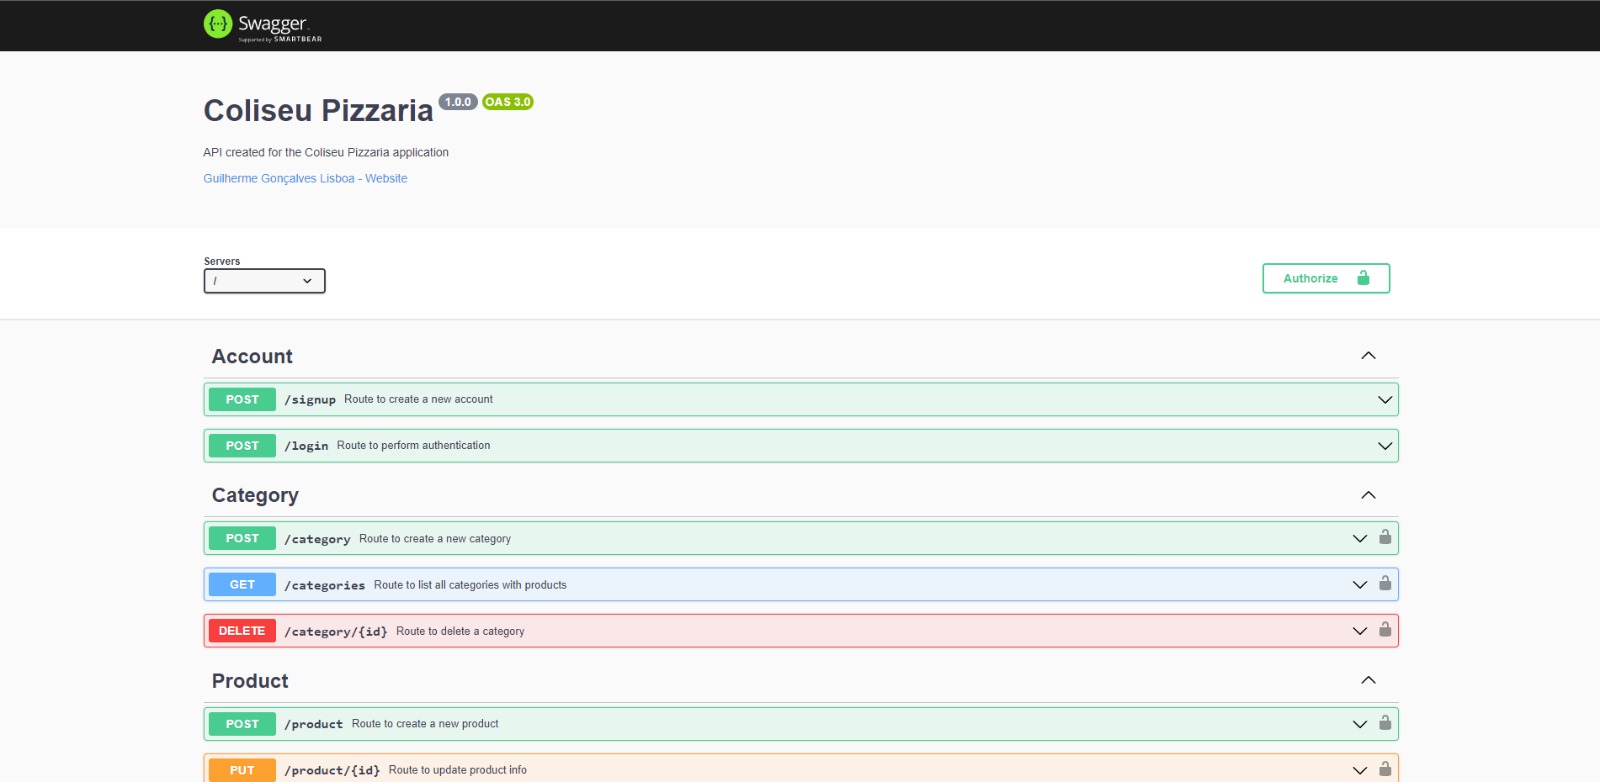 Swagger
Supported by SMARTBEAR
Coliseu Pizzaria 1.0.0 OAS 3.0
API created for the Coliseu Pizzaria application
Guilherme Gonçalves Lisboa - Website
Servers
/
Authorize
Account
POST /signup Route to create a new account
POST /login Route to perform authentication
Category
POST /category Route to create a new category
GET /categories Route to list all categories with products
DELETE /category/{id} Route to delete a category
Product
POST /product Route to create a new product
PUT /product/{id} Route to update product info